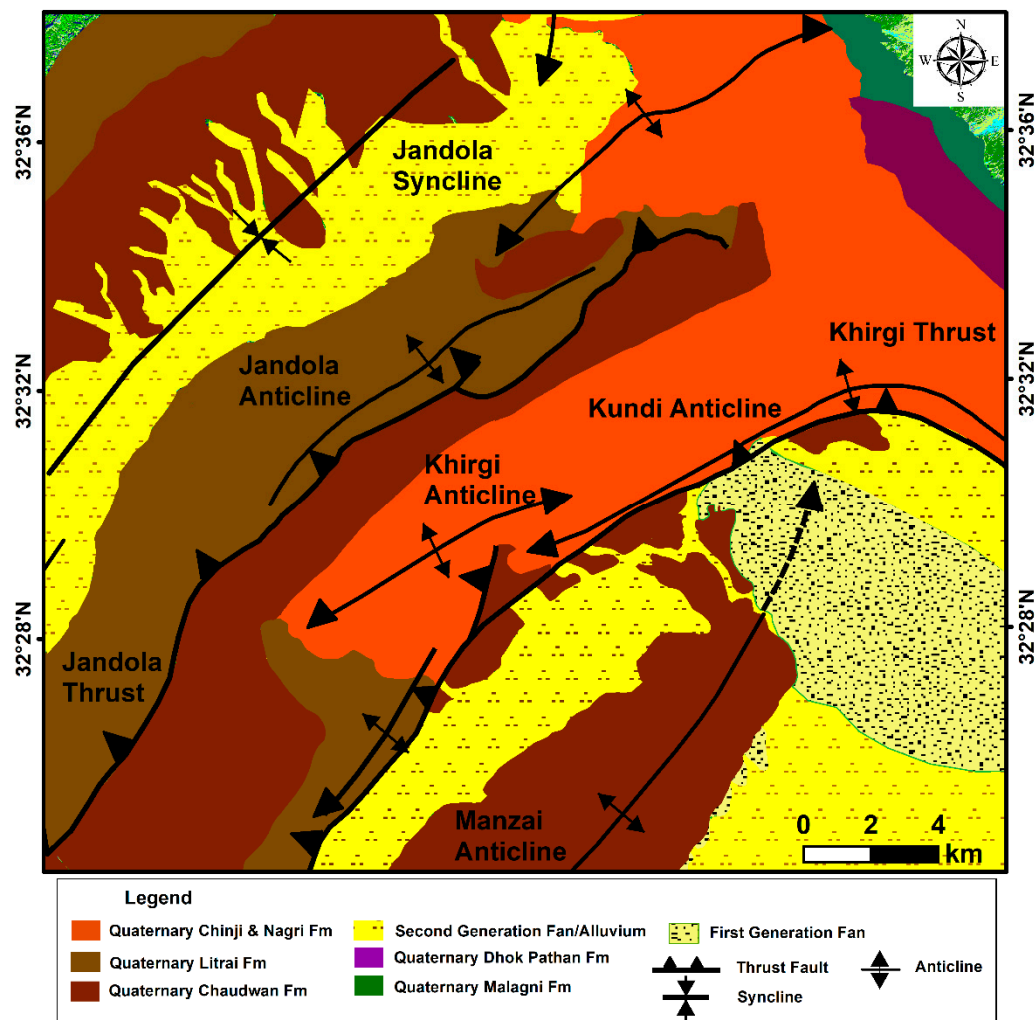 N
W E
S
32°36'N
32°36'N
Jandola
Syncline
Khirgi Thrust
32°32'N
32°32'N
Jandola
Anticline
Kundi Anticline
Khirgi
Anticline
32°28'N
32°28'N
Jandola
Thrust
Manzai
Anticline
0 2 4
km
Legend
Quaternary Chinji & Nagri Fm
Quaternary Litrai Fm
Quaternary Chaudwan Fm
Second Generation Fan/Alluvium
Quaternary Dhok Pathan Fm
Quaternary Malagni Fm
First Generation Fan
Thrust Fault
Syncline
Anticline